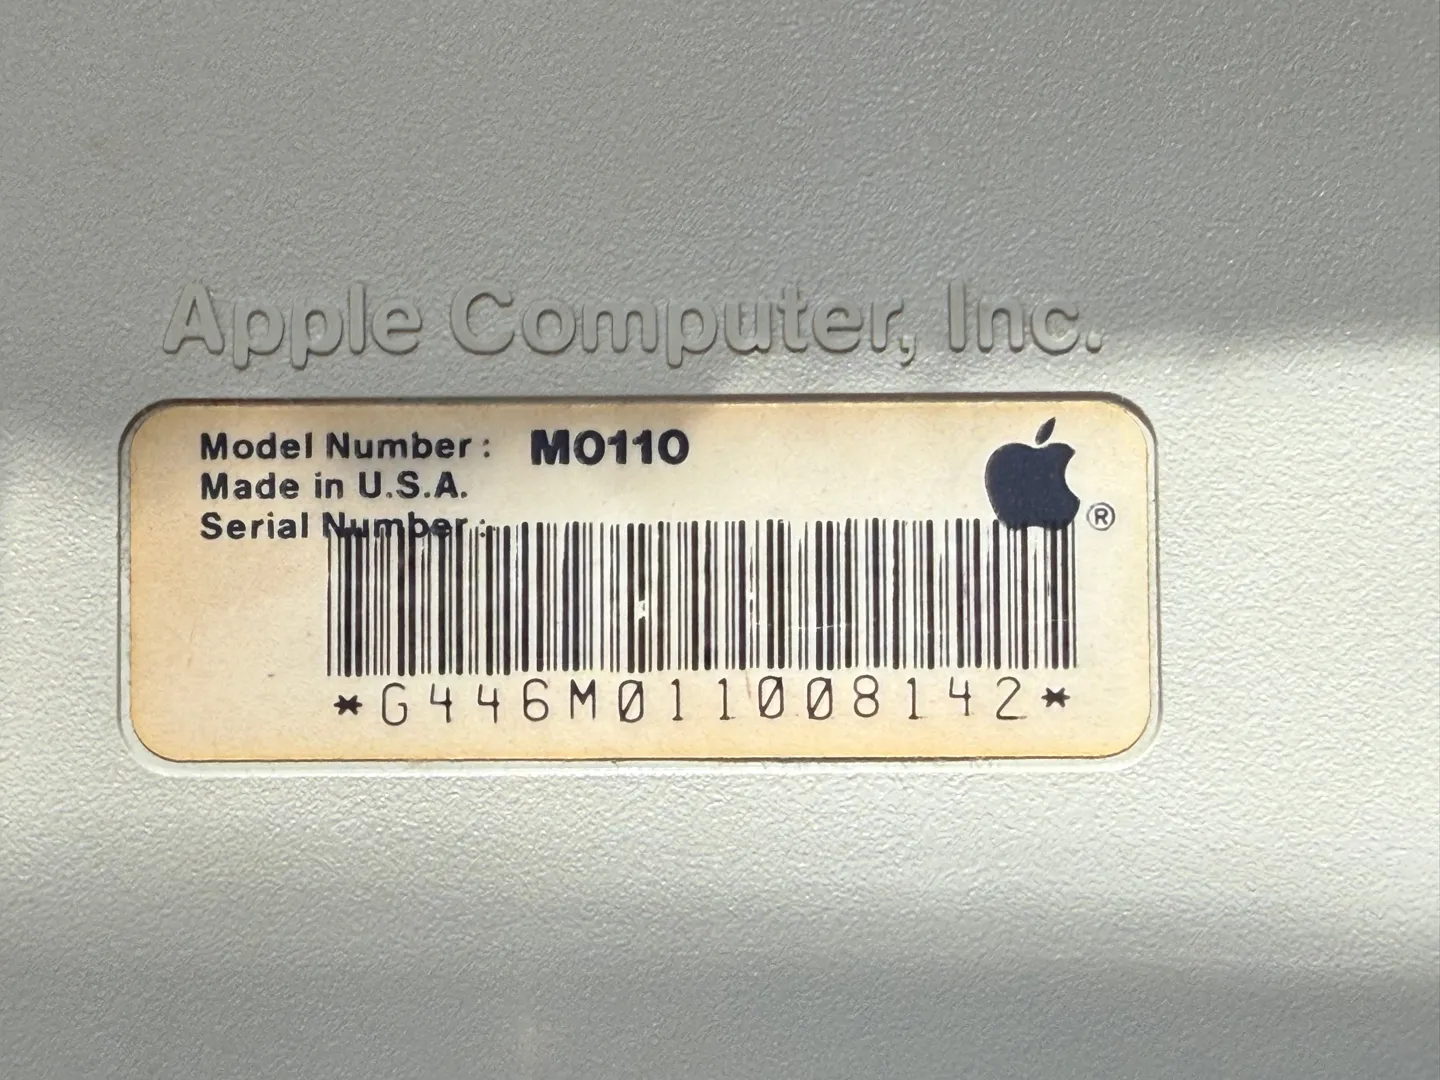 Apple Computer, Inc.
Model Number: M0110
Made in U.S.A.
Serial Number:
®
*G446M011008142*